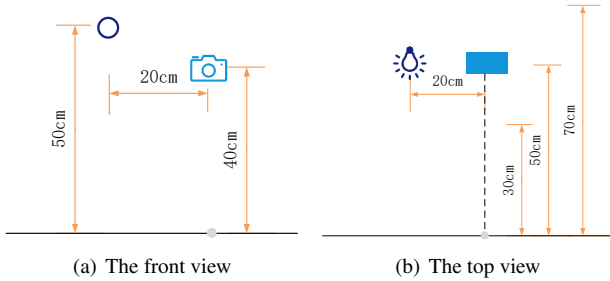 20cm
50cm
40cm
20cm
30cm
50cm
70cm
(a) The front view
(b) The top view